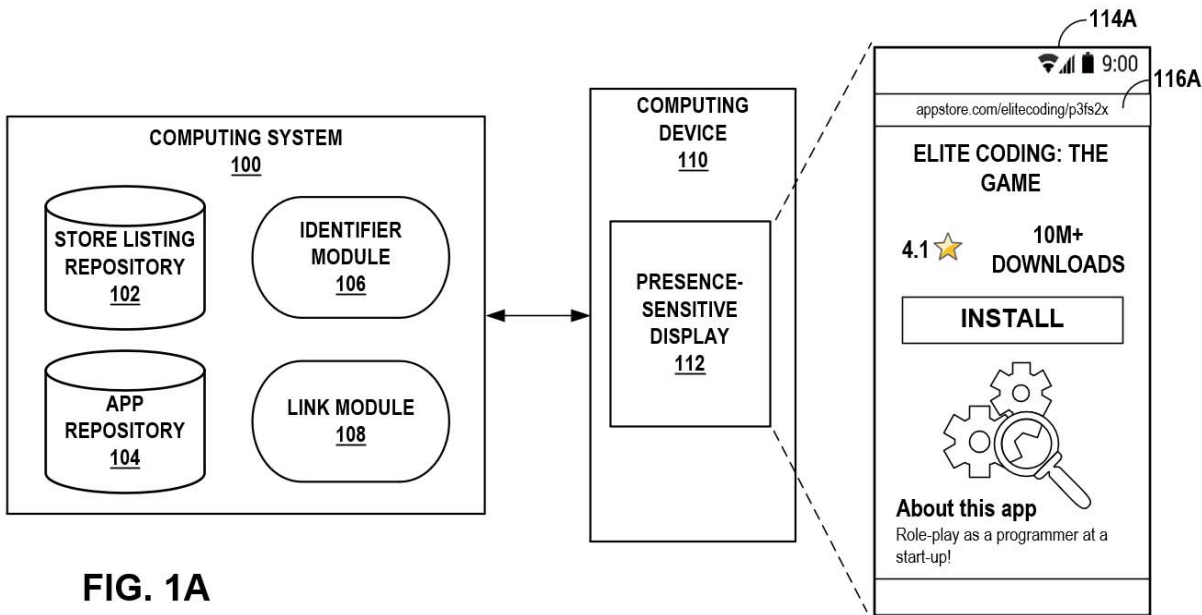 COMPUTING SYSTEM
100
STORE LISTING
REPOSITORY
102
IDENTIFIER
MODULE
106
APP
REPOSITORY
104
LINK MODULE
108
COMPUTING
DEVICE
110
PRESENCE-
SENSITIVE
DISPLAY
112
114A
9:00
116A
appstore.com/elitecoding/p3fs2x
ELITE CODING: THE
GAME
4.1
10M+
DOWNLOADS
INSTALL
About this app
Role-play as a programmer at a
start-up!
FIG. 1A